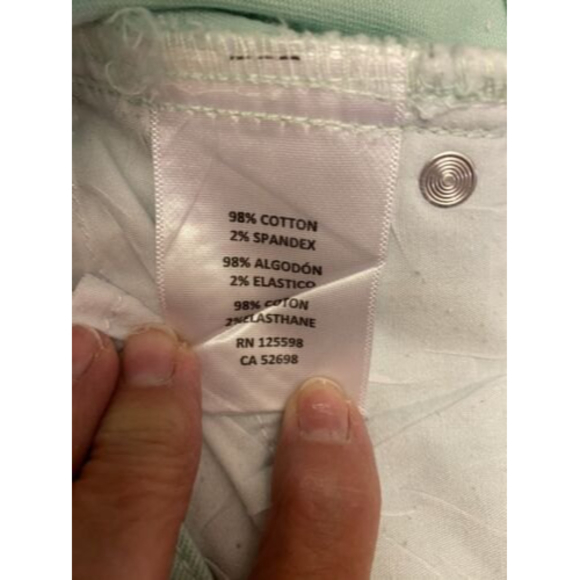 98% COTTON
2% SPANDEX
98% ALGODÓN
2% ELASTICO
98% COTON
2% ELASTHANE
RN 125598
CA 52698